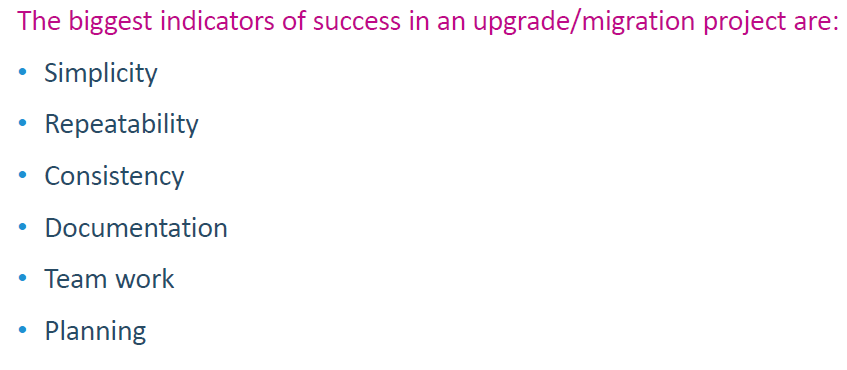 The biggest indicators of success in an upgrade/migration project are:
• Simplicity
• Repeatability
• Consistency
• Documentation
• Team work
• Planning